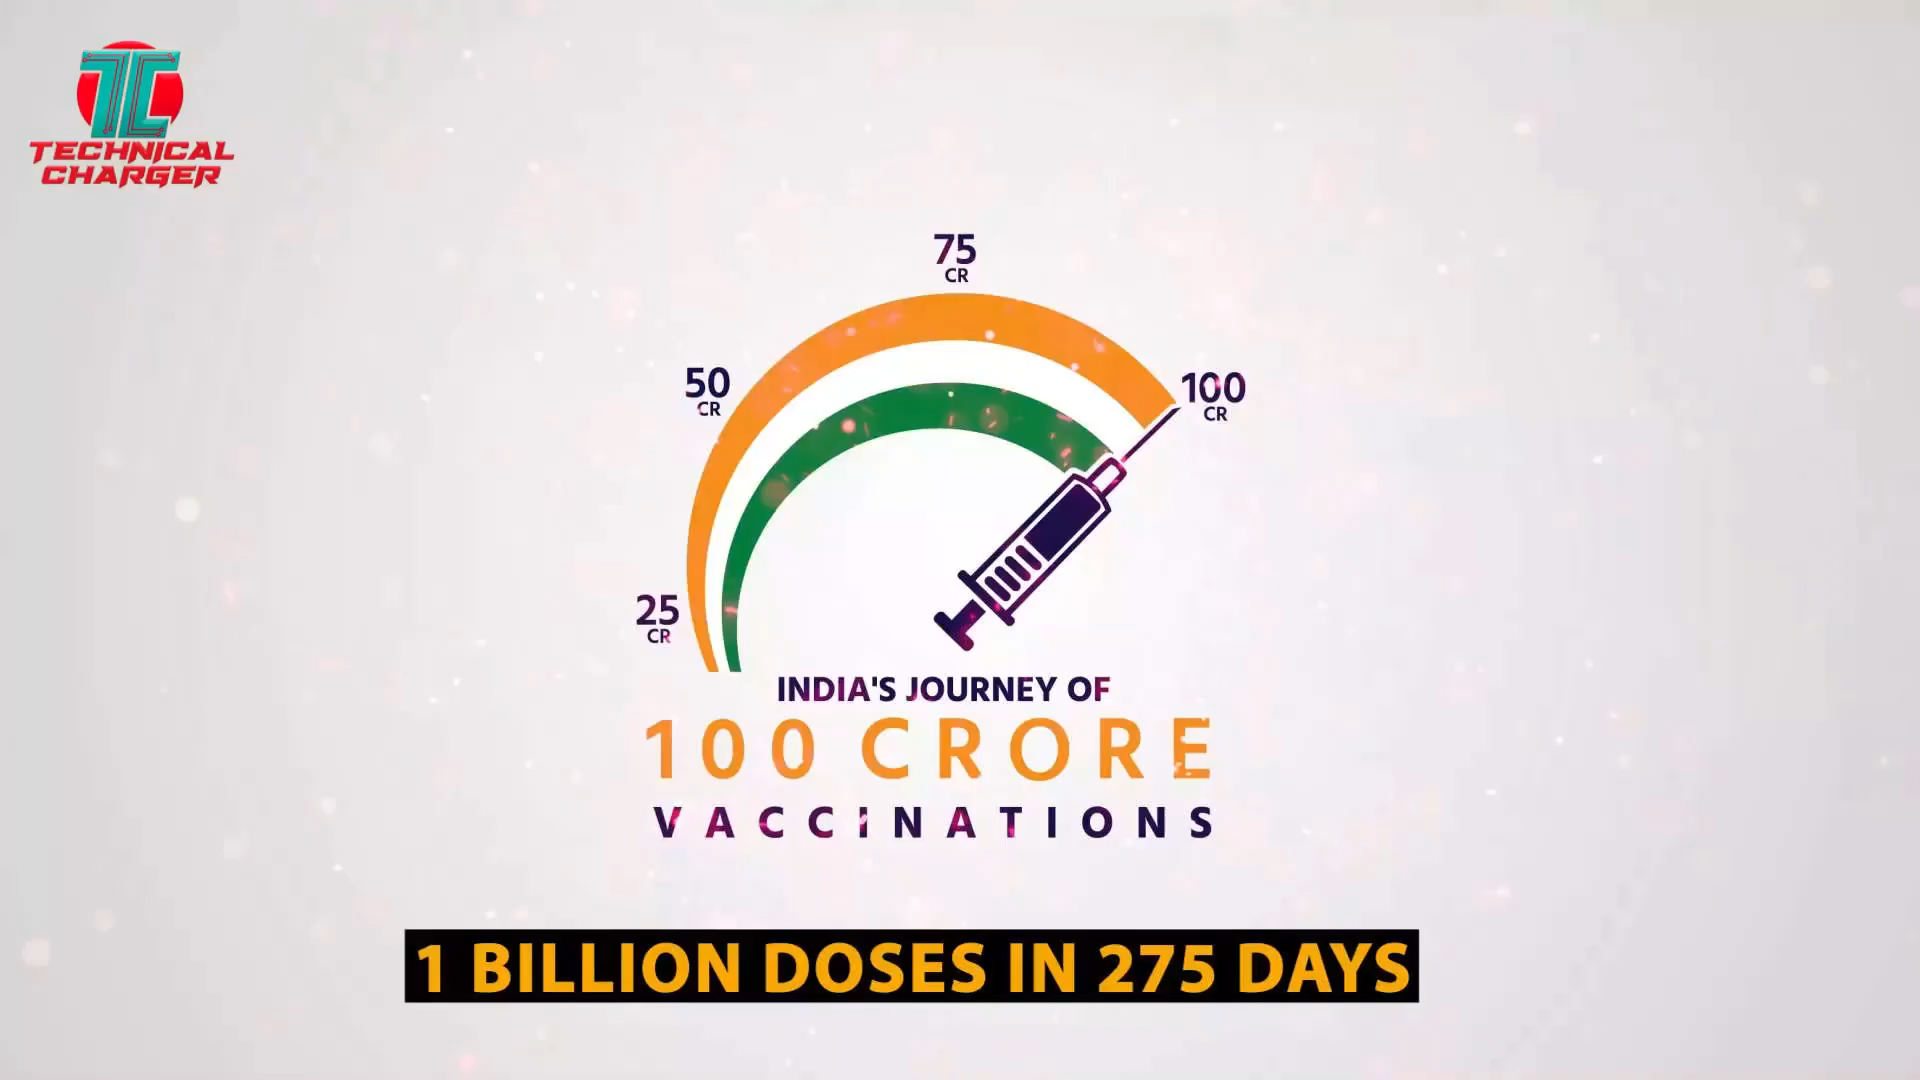 TC
TECHNICAL
CHARGER
75
CR
50
CR
100
CR
25
CR
INDIA'S JOURNEY OF
100 CRORE
VACCINATIONS
1 BILLION DOSES IN 275 DAYS